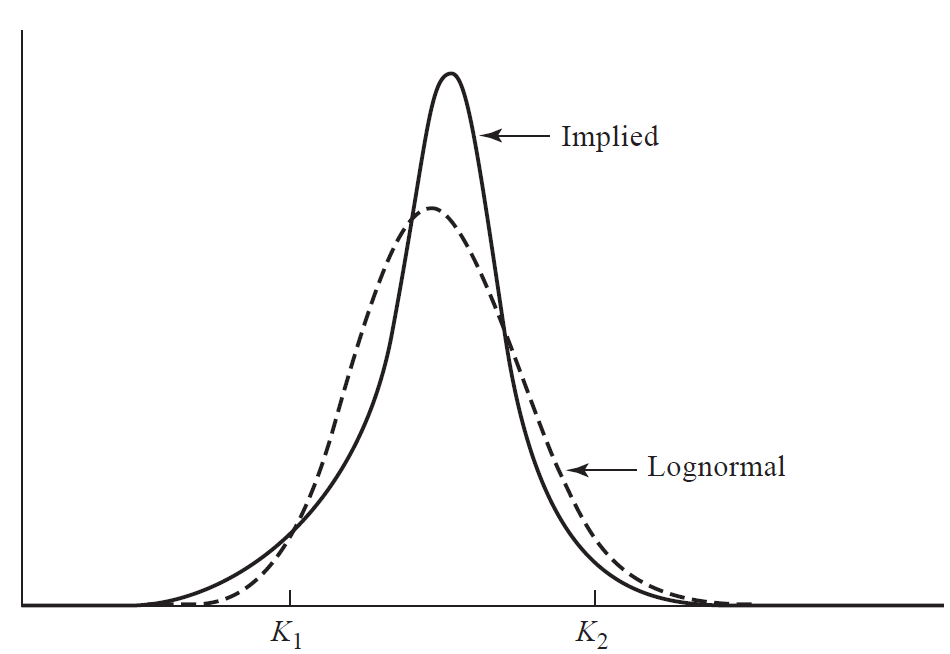 Implied
Lognormal
K₁
K₂